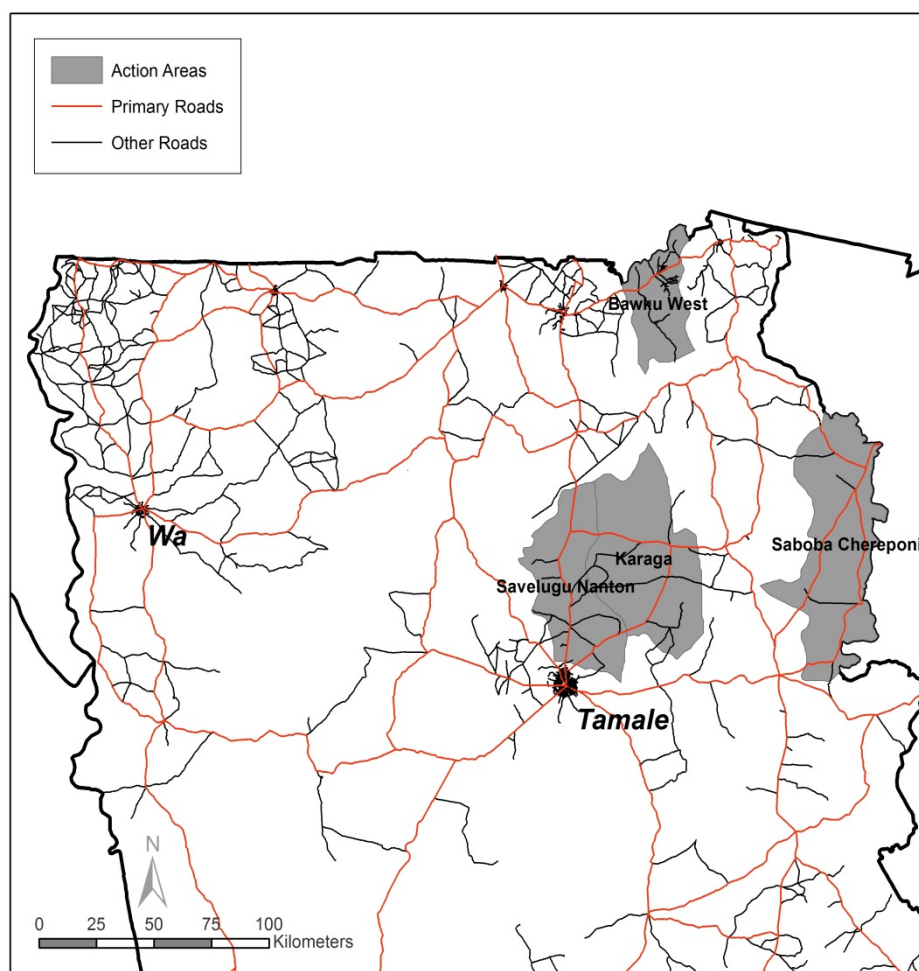 Action Areas
Primary Roads
Other Roads
Bawku West
Wa
Saboba Chereponi
Karaga
Savelugu Nanton
Tamale
N
0 25 50 75 100
Kilometers